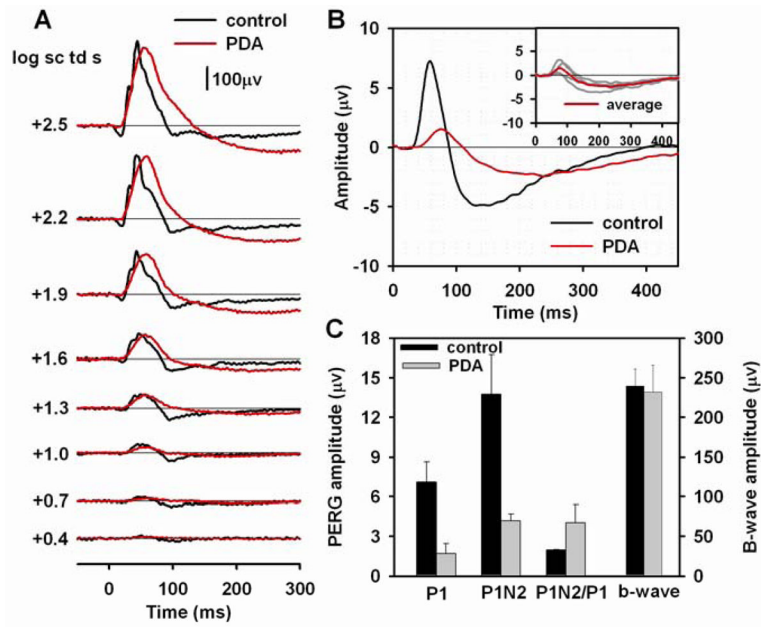 A
control
PDA
log sc td s
100μv
+2.5
+2.2
+1.9
+1.6
+1.3
+1.0
+0.7
+0.4
0 100 200 300
Time (ms)
B
10
5
0
-5
-10
Amplitude (μv)
5
0
-5
-10
average
0 100 200 300 400
control
PDA
0 100 200 300 400
Time (ms)
C
control
PDA
18
15
12
9
6
3
0
PERG amplitude (μv)
300
250
200
150
100
50
0
B-wave amplitude (μv)
P1 P1N2 P1N2/P1 b-wave